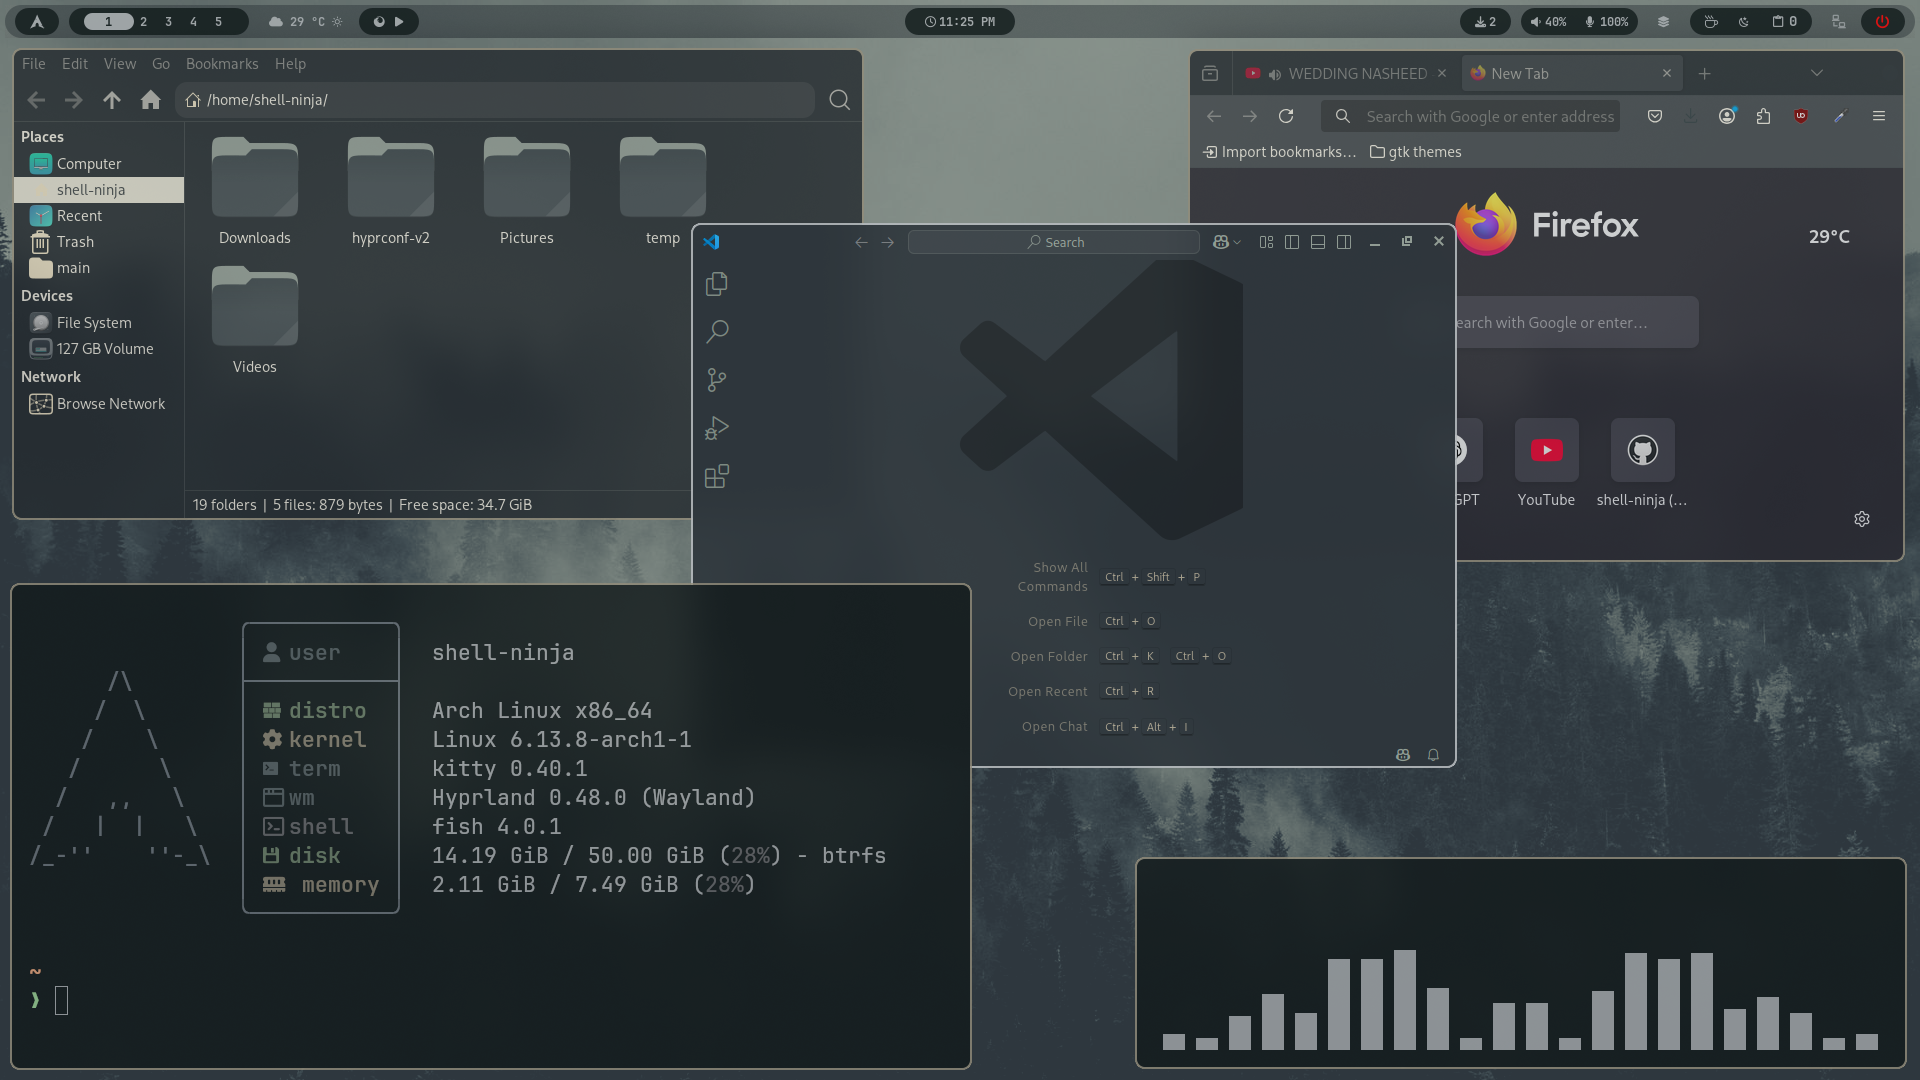 1 2 3 4 5
29 °C
11:25 PM
2
40% 100%
0
File Edit View Go Bookmarks Help
/home/shell-ninja/
Places
Computer
shell-ninja
Recent
Trash
main
Devices
File System
127 GB Volume
Network
Browse Network
Downloads
hyprconf-v2
Pictures
temp
Videos
19 folders | 5 files: 879 bytes | Free space: 34.7 GiB
WEDDING NASHEED
New Tab
Search with Google or enter address
Import bookmarks...
gtk themes
Firefox
29°C
earch with Google or enter...
GPT
YouTube
shell-ninja (...
Search
Show All Commands Ctrl + Shift + P
Open File Ctrl + O
Open Folder Ctrl + K Ctrl + O
Open Recent Ctrl + R
Open Chat Ctrl + Alt + I
user shell-ninja
distro Arch Linux x86_64
kernel Linux 6.13.8-arch1-1
term kitty 0.40.1
wm Hyprland 0.48.0 (Wayland)
shell fish 4.0.1
disk 14.19 GiB / 50.00 GiB (28%) - btrfs
memory 2.11 GiB / 7.49 GiB (28%)
~
❯